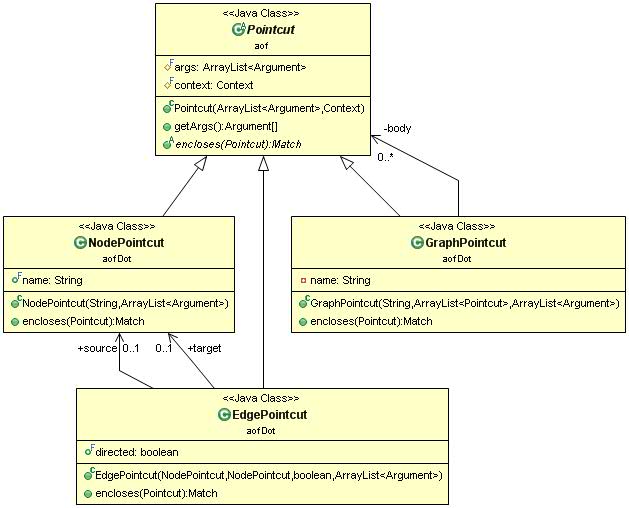 <<Java Class>>
Pointcut
aof
args: ArrayList<Argument>
context: Context
Pointcut(ArrayList<Argument>,Context)
getArgs():Argument[]
encloses(Pointcut):Match
-body
0..*
<<Java Class>>
NodePointcut
aofDot
name: String
NodePointcut(String,ArrayList<Argument>)
encloses(Pointcut):Match
<<Java Class>>
GraphPointcut
aofDot
name: String
GraphPointcut(String,ArrayList<Pointcut>,ArrayList<Argument>)
encloses(Pointcut):Match
+source 0..1 0..1 +target
<<Java Class>>
EdgePointcut
aofDot
directed: boolean
EdgePointcut(NodePointcut,NodePointcut,boolean,ArrayList<Argument>)
encloses(Pointcut):Match